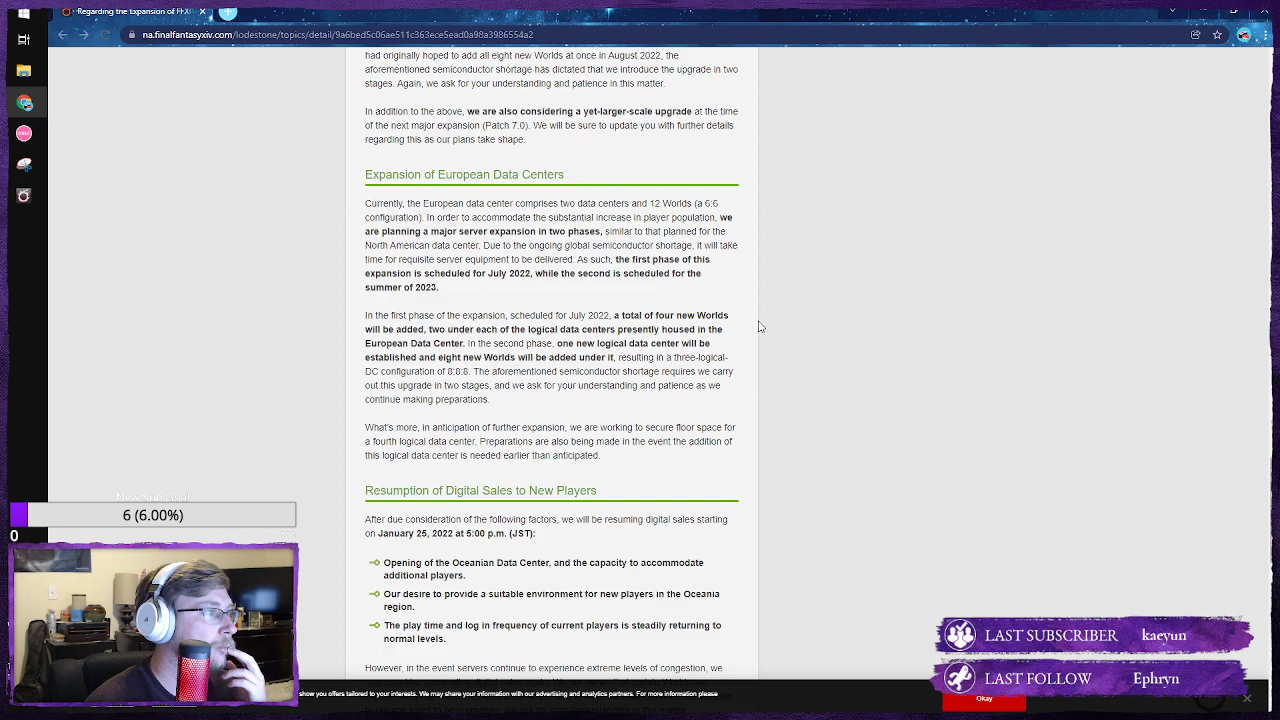 Regarding the Expansion of FFXI
na.finalfantasyxiv.com/lodestone/topics/detail/9a6bed5c06ae511c5363ece5ead0a98a3986554a2
had originally hoped to add all eight new Worlds at once in August 2022, the
aforementioned semiconductor shortage has dictated that we introduce the upgrade in two
stages. Again, we ask for your understanding and patience in this matter.
In addition to the above, we are also considering a yet-larger-scale upgrade at the time
of the next major expansion (Patch 7.0). We will be sure to update you with further details
regarding this as our plans take shape.
Expansion of European Data Centers
Currently, the European data center comprises two data centers and 12 Worlds (a 6:6
configuration). In order to accommodate the substantial increase in player population, we
are planning a major server expansion in two phases, similar to that planned for the
North American data center. Due to the ongoing global semiconductor shortage, it will take
time for requisite server equipment to be delivered. As such, the first phase of this
expansion is scheduled for July 2022, while the second is scheduled for the
summer of 2023.
In the first phase of the expansion, scheduled for July 2022, a total of four new Worlds
will be added, two under each of the logical data centers presently housed in the
European Data Center. In the second phase, one new logical data center will be
established and eight new Worlds will be added under it, resulting in a three-logical-
DC configuration of 8:8:8. The aforementioned semiconductor shortage requires we carry
out this upgrade in two stages, and we ask for your understanding and patience as we
continue making preparations.
What's more, in anticipation of further expansion, we are working to secure floor space for
a fourth logical data center. Preparations are also being made in the event the addition of
this logical data center is needed earlier than anticipated.
Resumption of Digital Sales to New Players
After due consideration of the following factors, we will be resuming digital sales starting
on January 25, 2022 at 5:00 p.m. (JST):
Opening of the Oceanian Data Center, and the capacity to accommodate
additional players.
Our desire to provide a suitable environment for new players in the Oceania
region.
The play time and log in frequency of current players is steadily returning to
normal levels.
However, in the event servers continue to experience extreme levels of congestion, we
show you offers tailored to your interests. We may share your information with our advertising and analytics partners. For more information please
Okay
New Sub Goal
6 (6.00%)
0
LAST SUBSCRIBER kaeyun
LAST FOLLOW Ephryn